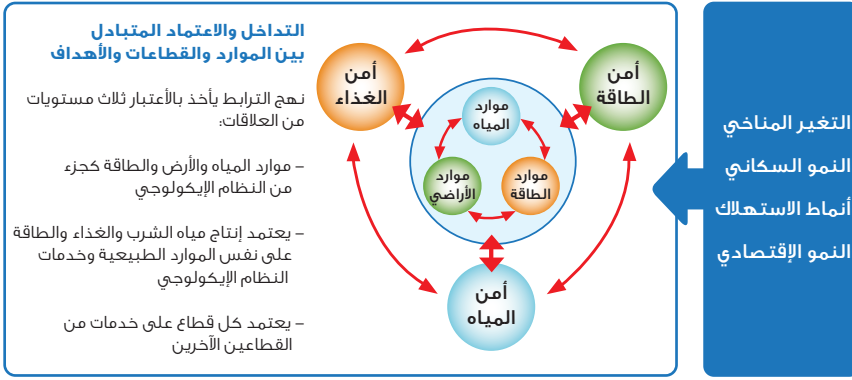 التداخل والاعتماد المتبادل
بين الموارد والقطاعات والأهداف
نهج الترابط يأخذ بالأعتبار ثلاث مستويات
من العلاقات:
– موارد المياه والأرض والطاقة كجزء
من النظام الإيكولوجي
– يعتمد إنتاج مياه الشرب والغذاء والطاقة
على نفس الموارد الطبيعية وخدمات
النظام الإيكولوجي
– يعتمد كل قطاع على خدمات من
القطاعين الآخرين
أمن
الطاقة
أمن
الغذاء
موارد
المياه
موارد
الطاقة
موارد
الأراضي
أمن
المياه
التغير المناخي
النمو السكاني
أنماط الاستهلاك
النمو الإقتصادي